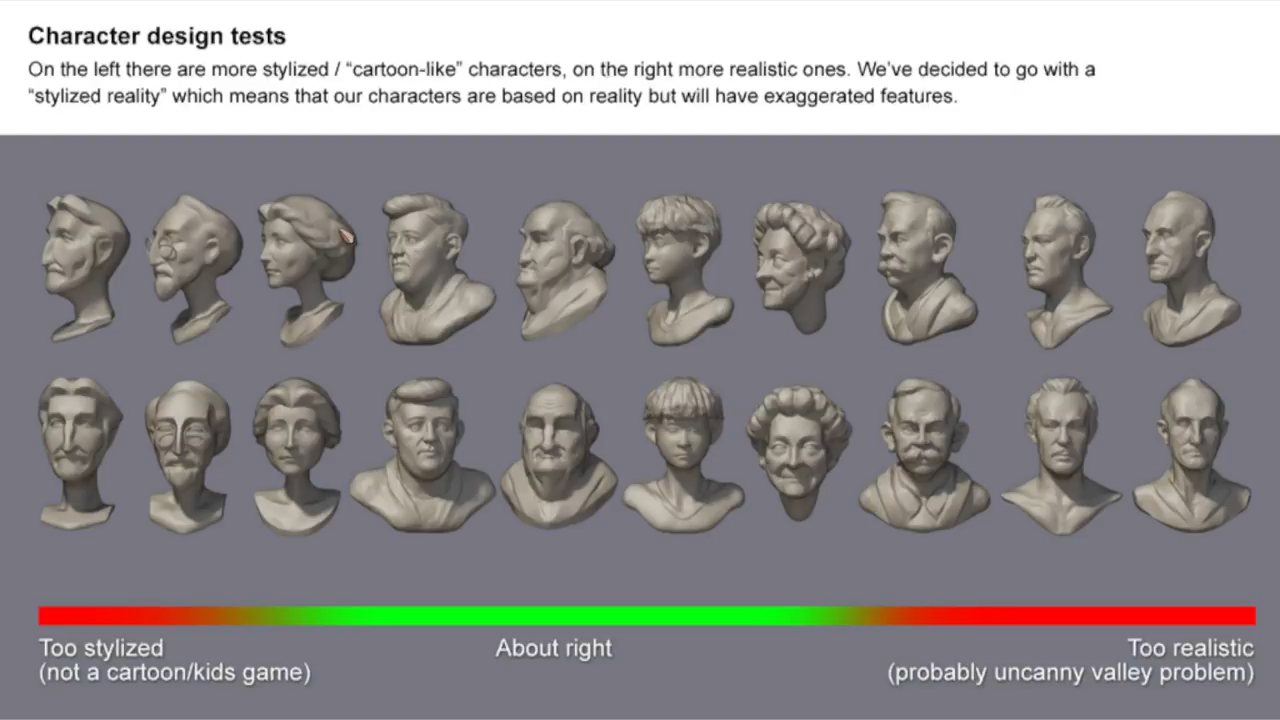 Character design tests
On the left there are more stylized / “cartoon-like” characters, on the right more realistic ones. We’ve decided to go with a
“stylized reality” which means that our characters are based on reality but will have exaggerated features.
Too stylized
(not a cartoon/kids game)
About right
Too realistic
(probably uncanny valley problem)